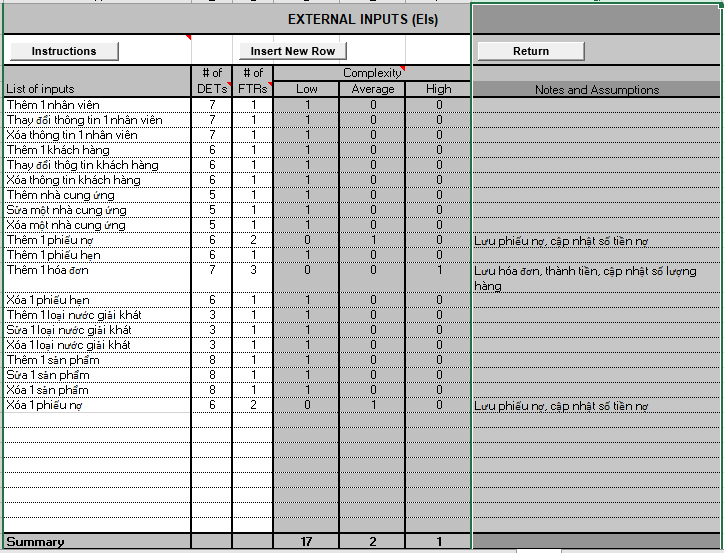 EXTERNAL INPUTS (EIs)
Instructions Insert New Row Return
# of # of Complexity
List of inputs DETs FTRs Low Average High Notes and Assumptions
Thêm 1 nhân viên 7 1 1 0 0
Thay đổi thông tin 1 nhân viên 7 1 1 0 0
Xóa thông tin 1 nhân viên 7 1 1 0 0
Thêm 1 khách hàng 6 1 1 0 0
Thay đổi thôg tin khách hàng 6 1 1 0 0
Xóa thông tin khách hàng 6 1 1 0 0
Thêm nhà cung ứng 5 1 1 0 0
Sửa một nhà cung ứng 5 1 1 0 0
Xóa một nhà cung ứng 5 1 1 0 0
Thêm 1 phiếu nợ 6 2 0 1 0 Lưu phiếu nợ, cập nhật số tiền nợ
Thêm 1 phiếu hẹn 6 1 1 0 0
Thêm 1 hóa đơn 7 3 0 0 1 Lưu hóa đơn, thành tiền, cập nhật số lượng
hàng
Xóa 1 phiếu hẹn 6 1 1 0 0
Thêm 1 loại nước giải khát 3 1 1 0 0
Sửa 1 loại nước giải khát 3 1 1 0 0
Xóa 1 loại nước giải khát 3 1 1 0 0
Thêm 1 sản phẩm 8 1 1 0 0
Sửa 1 sản phẩm 8 1 1 0 0
Xóa 1 sản phẩm 8 1 1 0 0
Xóa 1 phiếu nợ 6 2 0 1 0 Lưu phiếu nợ, cập nhật số tiền nợ
Summary 17 2 1